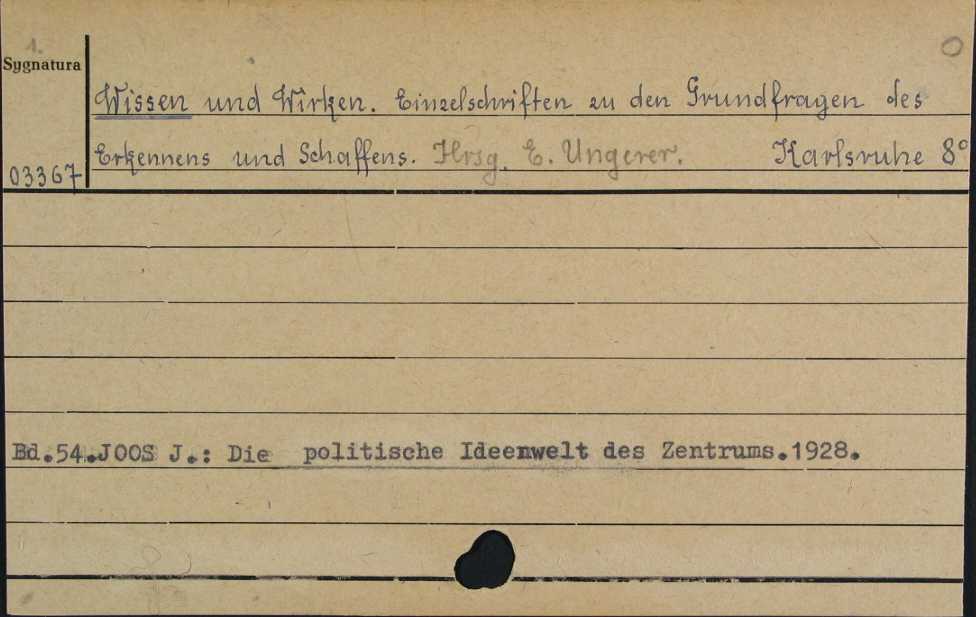 1.
Sygnatura
Wissen und Wirken. Einzelschriften zu den Grundfragen des
Erkennens und Schaffens. Hrsg. E. Ungerer. Karlsruhe 8°
03367
Bd.54.JOOS J.: Die politische Ideenwelt des Zentrums.1928.